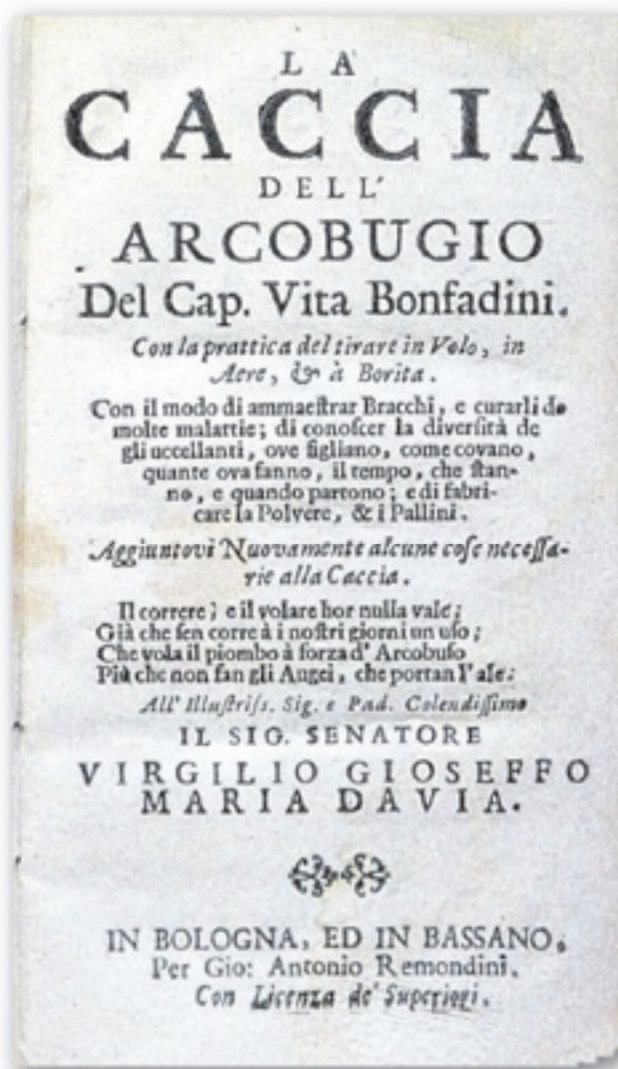 LA
CACCIA
DELL'
ARCOBUGIO
Del Cap. Vita Bonfadini.
Con la prattica del tirare in Volo, in
Aere, & à Borita.
Con il modo di ammaeſtrar Bracchi, e curarli de
molte malattie; di conoſcer la diverſità de
gli uccellanti, ove figliano, come covano,
quante ova fanno, il tempo, che ſtan-
no, e quando partono; e di fabri-
care la Polvere, & i Pallini.
Aggiuntovi Nuovamente alcune coſe neceſſa-
rie alla Caccia.
Il correre; e il volare hor nulla vale;
Già che ſen corre à i noſtri giorni un uſo;
Che vola il piombo à forza d' Arcobuſo
Più che non fan gli Augei, che portan l' ale:
All' Illuſtriſs. Sig. e Pad. Colendiſſimo
IL SIG. SENATORE
VIRGILIO GIOSEFFO
MARIA DAVIA.
IN BOLOGNA, ED IN BASSANO,
Per Gio: Antonio Remondini.
Con Licenza de' Superiori.